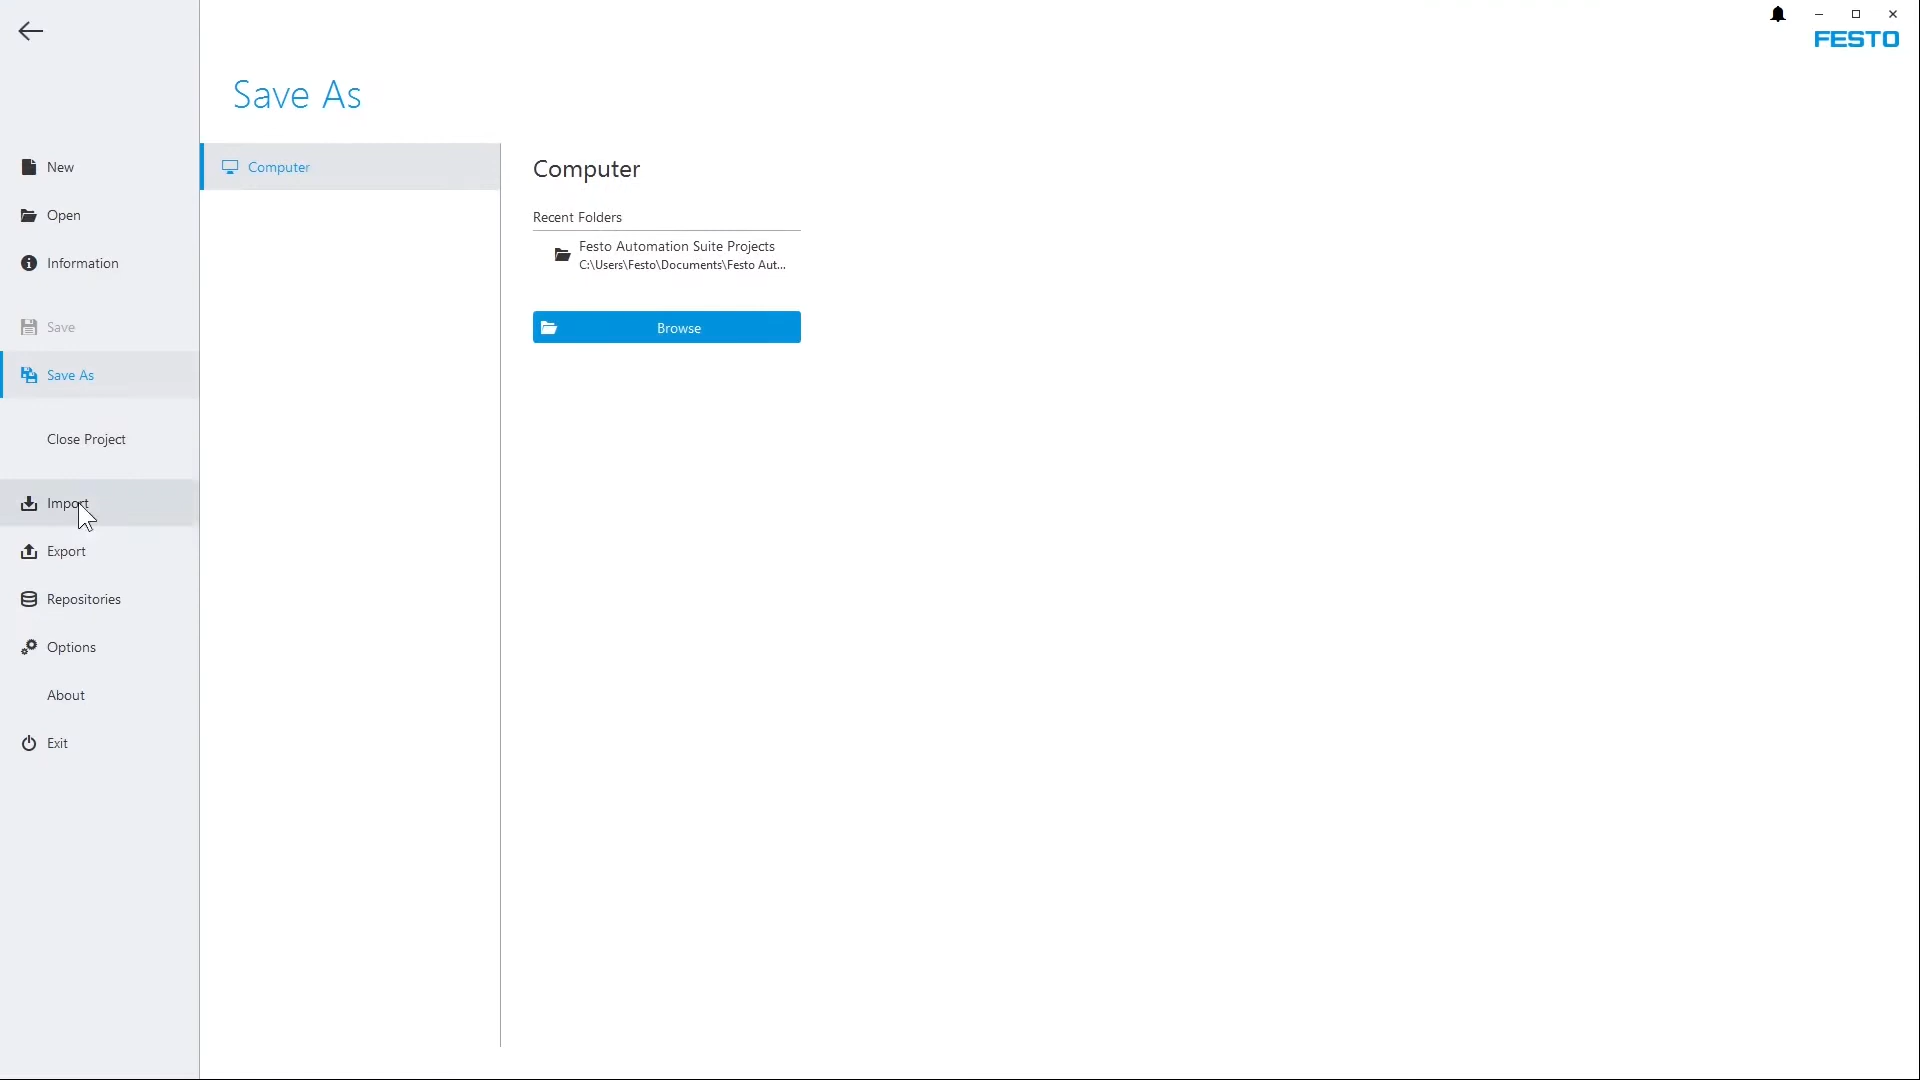 FESTO
Save As
New
Open
Information
Save
Save As
Close Project
Import
Export
Repositories
Options
About
Exit
Computer
Computer
Recent Folders
Festo Automation Suite Projects
C:\Users\Festo\Documents\Festo Aut...
Browse